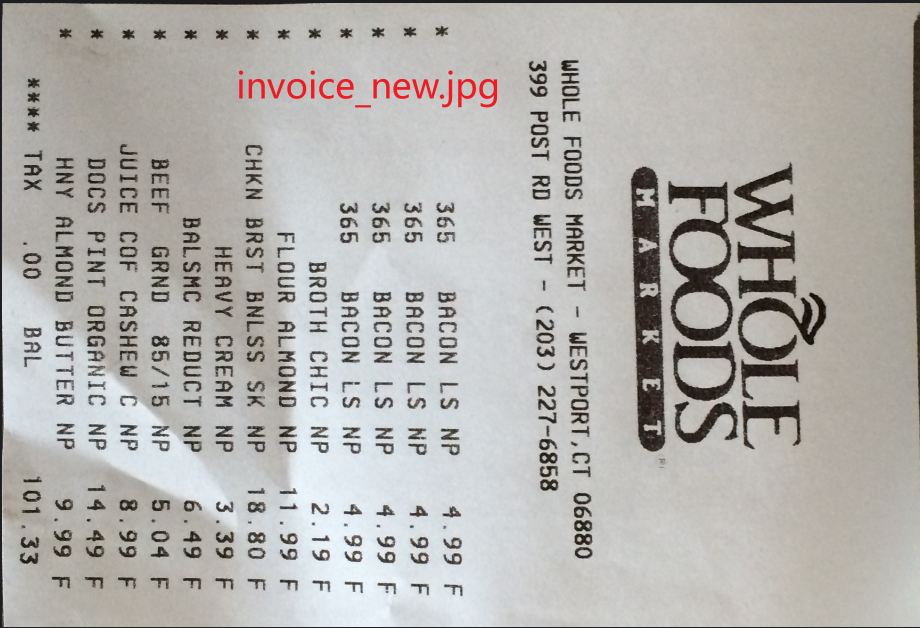 WHOLE
FOODS
MARKET
WHOLE FOODS MARKET - WESTPORT,CT 06880
399 POST RD WEST - (203) 227-6858
invoice_new.jpg
* 365 BACON LS NP 4.99 F
* 365 BACON LS NP 4.99 F
* 365 BACON LS NP 4.99 F
* 365 BACON LS NP 4.99 F
* BROTH CHIC NP 2.19 F
* FLOUR ALMOND NP 11.99 F
* CHKN BRST BNLSS SK NP 18.80 F
* HEAVY CREAM NP 3.39 F
* BALSMC REDUCT NP 6.49 F
* BEEF GRND 85/15 NP 5.04 F
* JUICE COF CASHEW C NP 8.99 F
* DOCS PINT ORGANIC NP 14.49 F
* HNY ALMOND BUTTER NP 9.99 F
**** TAX .00 BAL 101.33